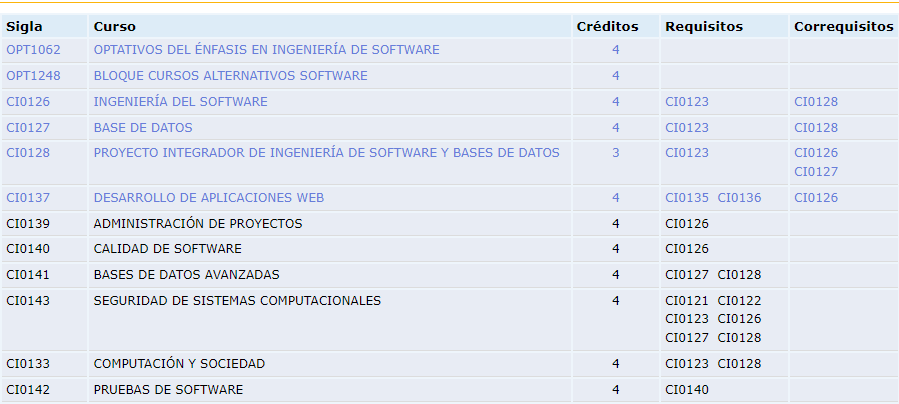 Sigla Curso Créditos Requisitos Correquisitos
OPT1062 OPTATIVOS DEL ÉNFASIS EN INGENIERÍA DE SOFTWARE 4
OPT1248 BLOQUE CURSOS ALTERNATIVOS SOFTWARE 4
CI0126 INGENIERÍA DEL SOFTWARE 4 CI0123 CI0128
CI0127 BASE DE DATOS 4 CI0123 CI0128
CI0128 PROYECTO INTEGRADOR DE INGENIERÍA DE SOFTWARE Y BASES DE DATOS 3 CI0123 CI0126
CI0127
CI0137 DESARROLLO DE APLICACIONES WEB 4 CI0135 CI0136 CI0126
CI0139 ADMINISTRACIÓN DE PROYECTOS 4 CI0126
CI0140 CALIDAD DE SOFTWARE 4 CI0126
CI0141 BASES DE DATOS AVANZADAS 4 CI0127 CI0128
CI0143 SEGURIDAD DE SISTEMAS COMPUTACIONALES 4 CI0121 CI0122
CI0123 CI0126
CI0127 CI0128
CI0133 COMPUTACIÓN Y SOCIEDAD 4 CI0123 CI0128
CI0142 PRUEBAS DE SOFTWARE 4 CI0140